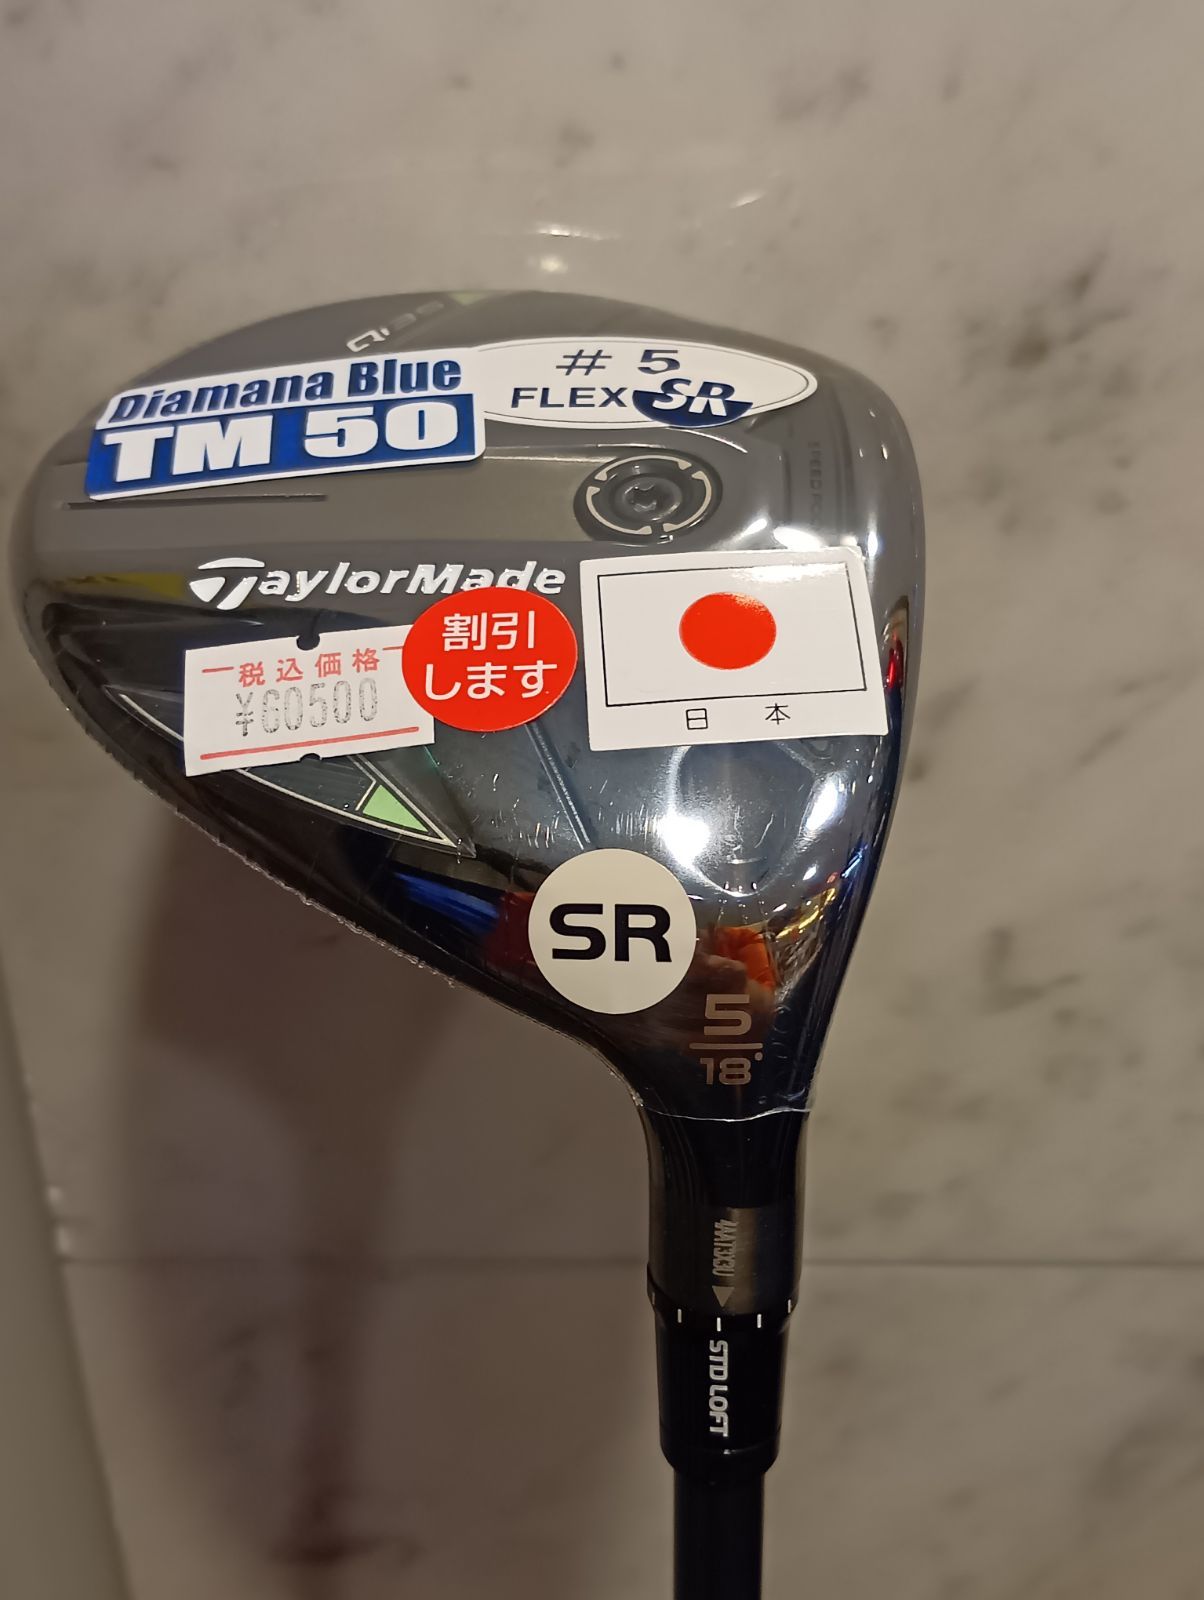 Qi35
Diamana Blue
TM 50
# 5
FLEX SR
TaylorMade
税込価格
¥60500
割引
します
日本
SR
5
18°
STD LOFT